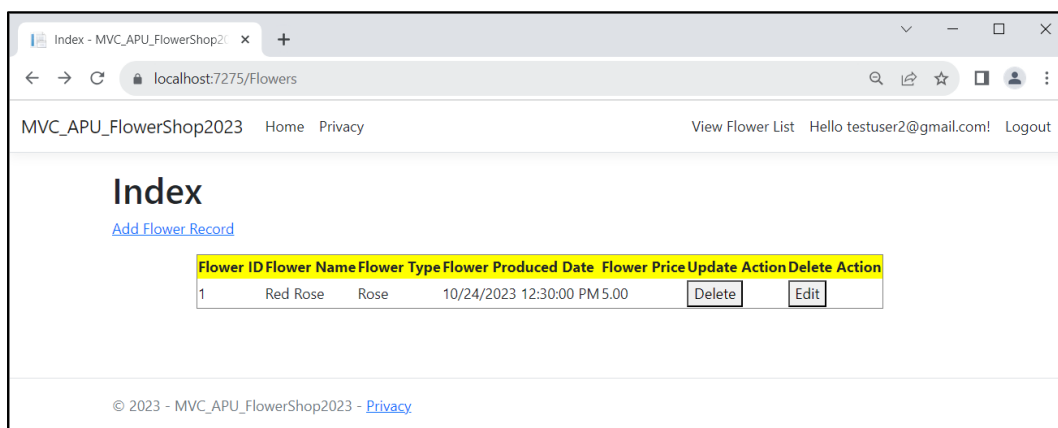 Index - MVC_APU_FlowerShop20
localhost:7275/Flowers
MVC_APU_FlowerShop2023 Home Privacy View Flower List Hello testuser2@gmail.com! Logout
Index
Add Flower Record
Flower ID Flower Name Flower Type Flower Produced Date Flower Price Update Action Delete Action
1 Red Rose Rose 10/24/2023 12:30:00 PM 5.00 Delete Edit
© 2023 - MVC_APU_FlowerShop2023 - Privacy